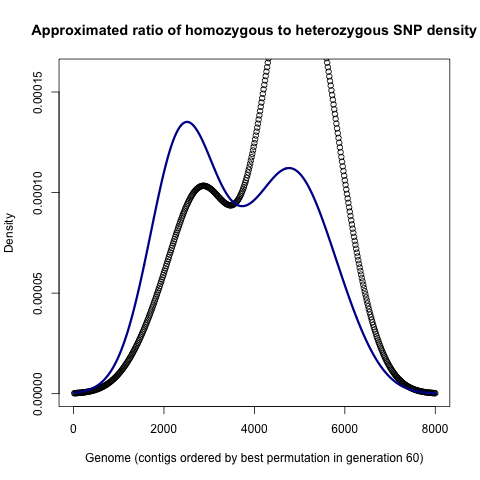 Approximated ratio of homozygous to heterozygous SNP density
0.00015
0.00010
0.00005
0.00000
Density
0 2000 4000 6000 8000
Genome (contigs ordered by best permutation in generation 60)